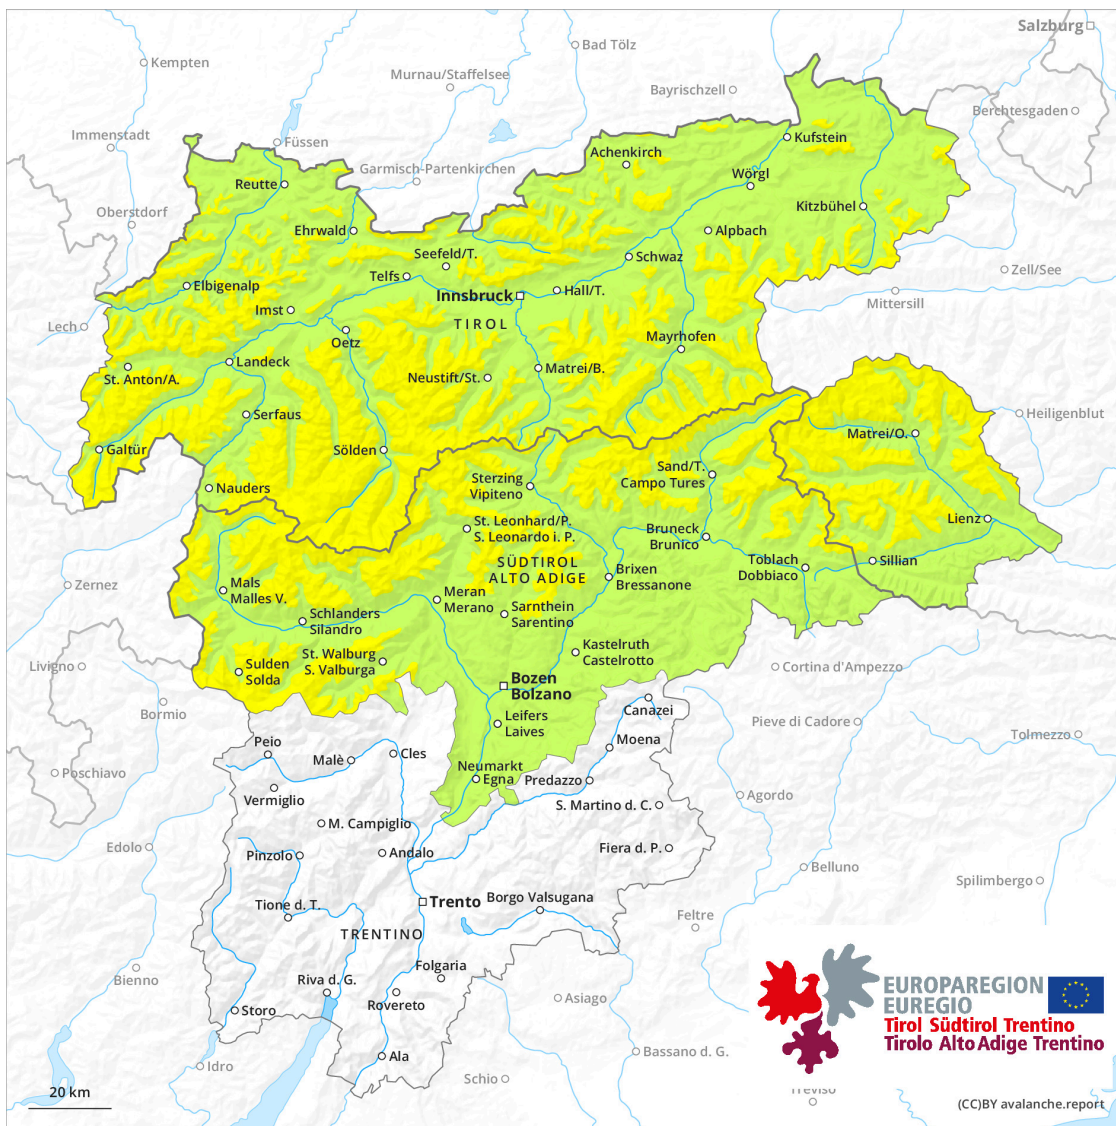 Salzburg
Bad Tölz
Kempten
Murnau/Staffelsee
Bayrischzell
Berchtesgaden
Immenstadt
Füssen
Kufstein
Achenkirch
Garmisch-Partenkirchen
Wörgl
Reutte
Oberstdorf
Kitzbühel
Ehrwald
Alpbach
Seefeld/T.
Schwaz
Telfs
Zell/See
Elbigenalp
Innsbruck
Hall/T.
Mittersill
Imst
TIROL
Lech
Oetz
Mayrhofen
Landeck
Matrei/B.
St. Anton/A.
Neustift/St.
Serfaus
Heiligenblut
Matrei/O.
Galtür
Sölden
Sand/T.
Campo Tures
Sterzing
Vipiteno
Nauders
Lienz
St. Leonhard/P.
S. Leonardo i. P.
Bruneck
Brunico
SÜDTIROL
ALTO ADIGE
Toblach
Dobbiaco
Sillian
Brixen
Bressanone
Zernez
Mals
Malles V.
Meran
Merano
Sarnthein
Sarentino
Schlanders
Silandro
Kastelruth
Castelrotto
St. Walburg
S. Valburga
Livigno
Sulden
Solda
Cortina d'Ampezzo
Bozen
Bolzano
Bormio
Canazei
Leifers
Laives
Pieve di Cadore
Tolmezzo
Peio
Moena
Malè
Cles
Poschiavo
Neumarkt
Egna
Predazzo
Vermiglio
Agordo
S. Martino d. C.
M. Campiglio
Edolo
Pinzolo
Andalo
Fiera d. P.
Belluno
Spilimbergo
Trento
Borgo Valsugana
Tione d. T.
Feltre
TRENTINO
Folgaria
Bienno
Riva d. G.
EUROPAREGION
EUREGIO
Tirol Südtirol Trentino
Tirolo Alto Adige Trentino
Rovereto
Asiago
Storo
Bassano d. G.
Ala
Idro
Schio
Treviso
20 km
(CC)BY avalanche.report